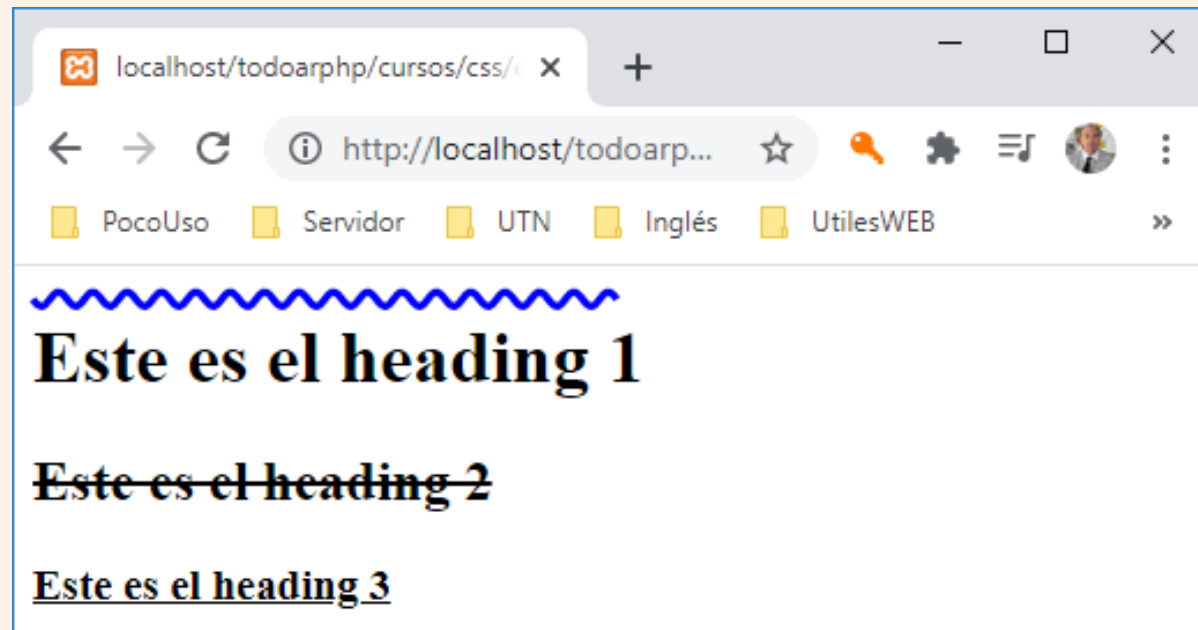 localhost/todoarphp/cursos/css/
http://localhost/todoarp...
PocoUso Servidor UTN Inglés UtilesWEB
Este es el heading 1
Este es el heading 2
Este es el heading 3